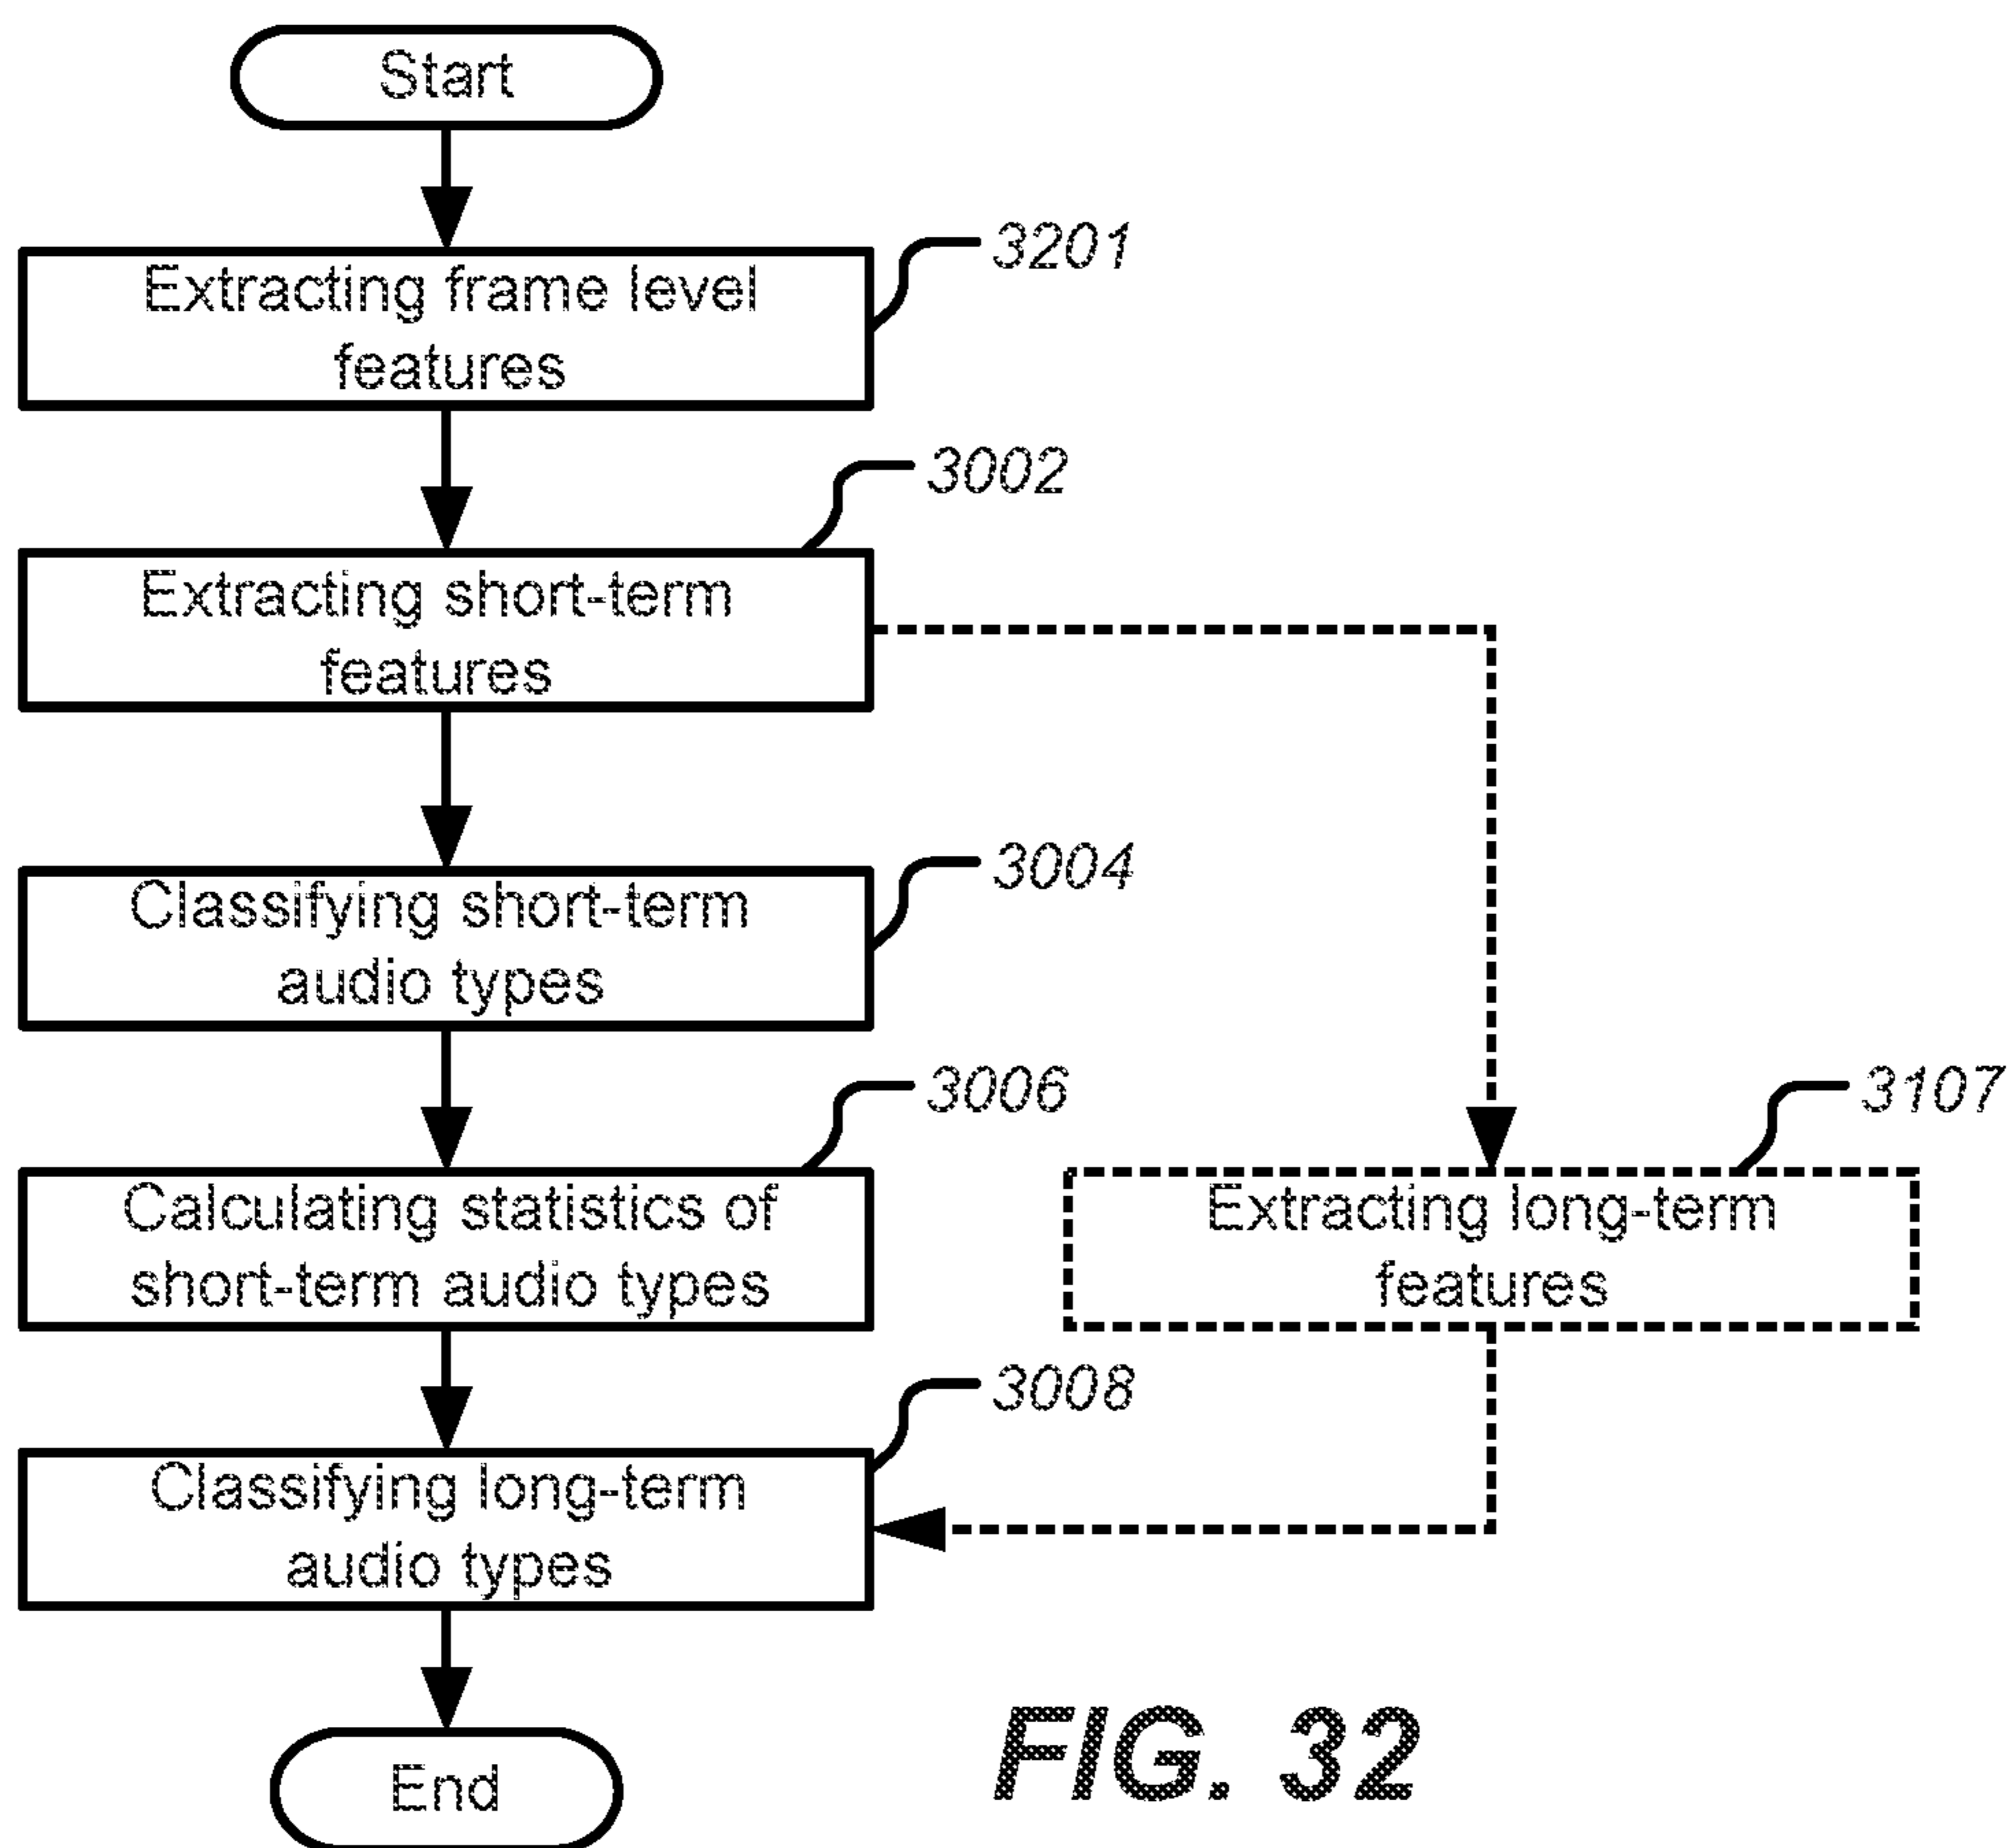 Start
Extracting frame level
features
3201
Extracting short-term
features
3002
Classifying short-term
audio types
3004
Calculating statistics of
short-term audio types
3006
Extracting long-term
features
3107
Classifying long-term
audio types
3008
End
FIG. 32